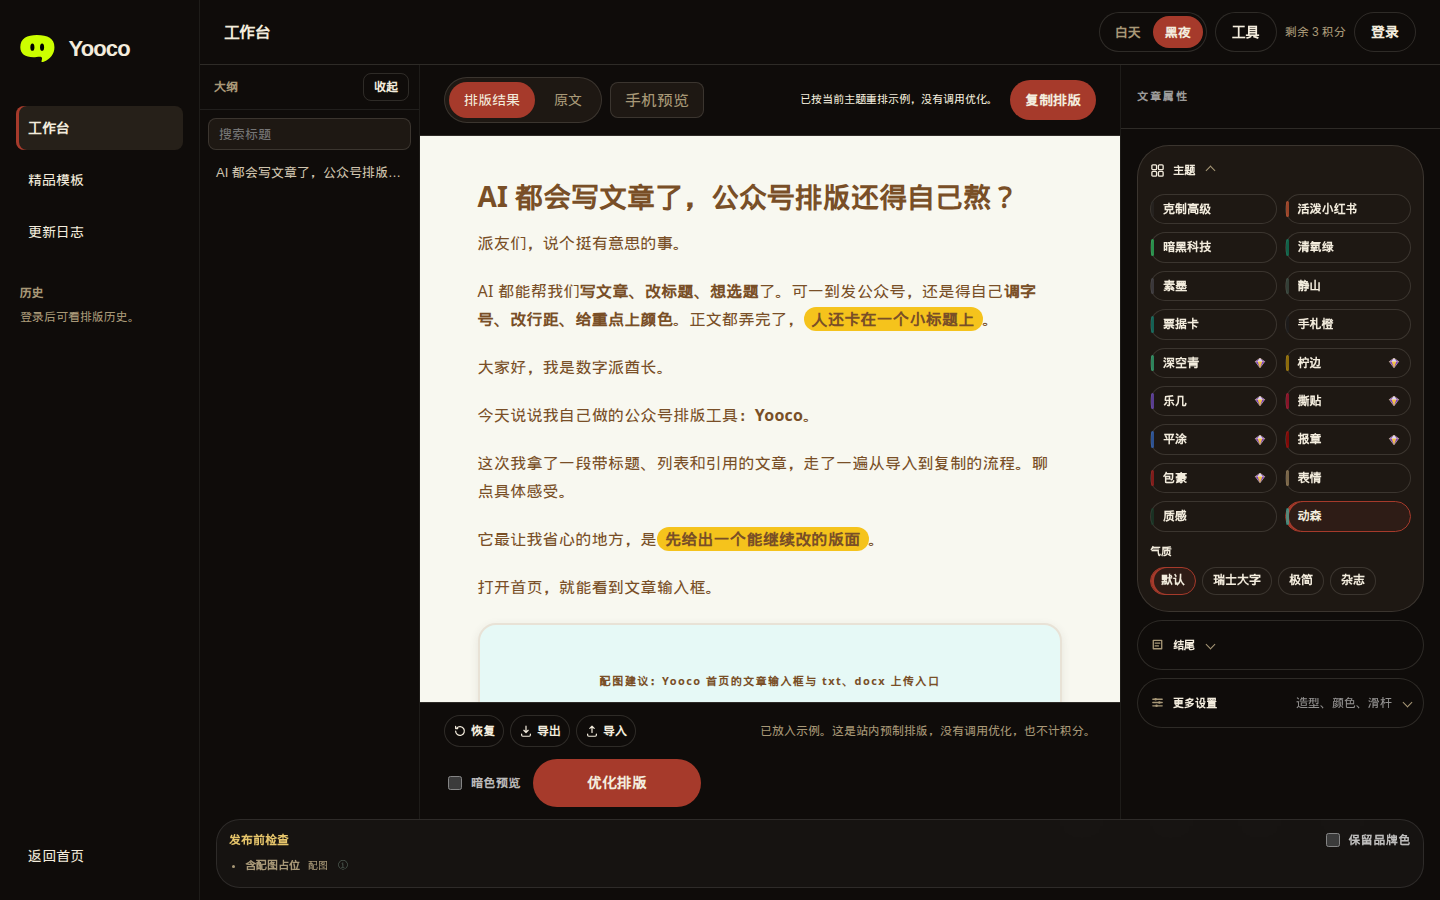 Yooco
工作台
精品模板
更新日志
历史
登录后可看排版历史。
返回首页
工作台
白天
黑夜
工具
剩余 3 积分
登录
大纲
收起
搜索标题
AI 都会写文章了，公众号排版...
排版结果
原文
手机预览
已按当前主题重排示例，没有调用优化。
复制排版
AI 都会写文章了，公众号排版还得自己熬？
派友们，说个挺有意思的事。
AI 都能帮我们写文章、改标题、想选题了。可一到发公众号，还是得自己调字
号、改行距、给重点上颜色。正文都弄完了，人还卡在一个小标题上。
大家好，我是数字派酋长。
今天说说我自己做的公众号排版工具：Yooco。
这次我拿了一段带标题、列表和引用的文章，走了一遍从导入到复制的流程。聊
点具体感受。
它最让我省心的地方，是先给出一个能继续改的版面。
打开首页，就能看到文章输入框。
配图建议：Yooco 首页的文章输入框与 txt、docx 上传入口
恢复
导出
导入
已放入示例。这是站内预制排版，没有调用优化，也不计积分。
暗色预览
优化排版
文章属性
主题
克制高级
活泼小红书
暗黑科技
清氧绿
素墨
静山
票据卡
手札橙
深空青
柠边
乐几
撕贴
平涂
报章
包豪
表情
质感
动森
气质
默认
瑞士大字
极简
杂志
结尾
更多设置
造型、颜色、滑杆
发布前检查
保留品牌色
• 含配图占位 配图 ⓘ